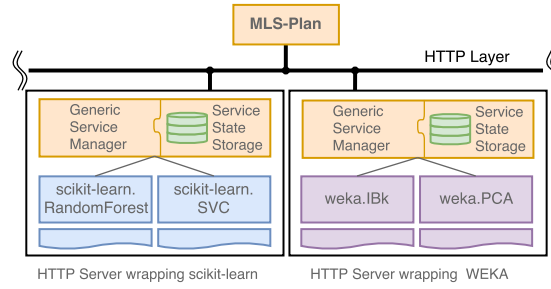 MLS-Plan
HTTP Layer
Generic
Service
Manager
Service
State
Storage
Generic
Service
Manager
Service
State
Storage
scikit-learn.
RandomForest
scikit-learn.
SVC
weka.IBk
weka.PCA
HTTP Server wrapping scikit-learn
HTTP Server wrapping WEKA